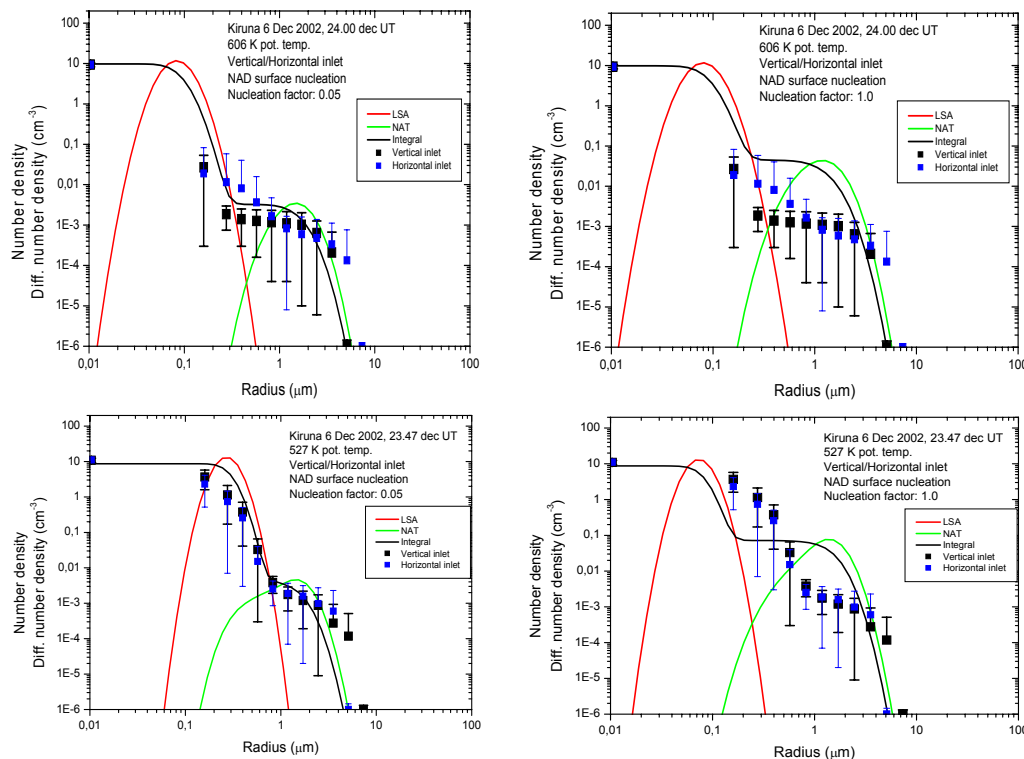 Kiruna 6 Dec 2002, 24.00 dec UT
606 K pot. temp.
Vertical/Horizontal inlet
NAD surface nucleation
Nucleation factor: 0.05
LSA
NAT
Integral
Vertical inlet
Horizontal inlet
Number density
Diff. number density (cm⁻³)
100
10
1
0,1
0,01
1E-3
1E-4
1E-5
1E-6
0,01
0,1
1
10
100
Radius (μm)
Kiruna 6 Dec 2002, 24.00 dec UT
606 K pot. temp.
Vertical/Horizontal inlet
NAD surface nucleation
Nucleation factor: 1.0
LSA
NAT
Integral
Vertical inlet
Horizontal inlet
Number density
Diff. number density (cm⁻³)
100
10
1
0,1
0,01
1E-3
1E-4
1E-5
1E-6
0,01
0,1
1
10
100
Radius (μm)
Kiruna 6 Dec 2002, 23.47 dec UT
527 K pot. temp.
Vertical/Horizontal inlet
NAD surface nucleation
Nucleation factor: 0.05
LSA
NAT
Integral
Vertical inlet
Horizontal inlet
Number density
Diff. number density (cm⁻³)
100
10
1
0,1
0,01
1E-3
1E-4
1E-5
1E-6
0,01
0,1
1
10
100
Radius (μm)
Kiruna 6 Dec 2002, 23.47 dec UT
527 K pot. temp.
Vertical/Horizontal inlet
NAD surface nucleation
Nucleation factor: 1.0
LSA
NAT
Integral
Vertical inlet
Horizontal inlet
Number density
Diff. number density (cm⁻³)
100
10
1
0,1
0,01
1E-3
1E-4
1E-5
1E-6
0,01
0,1
1
10
100
Radius (μm)